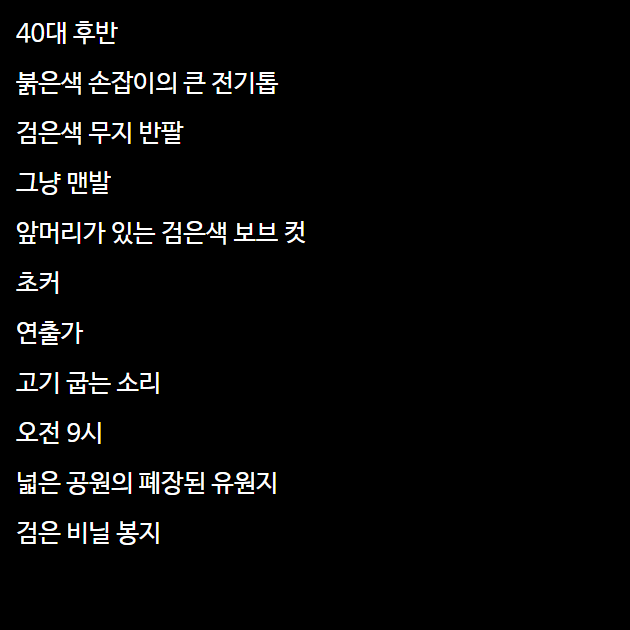 40대 후반
붉은색 손잡이의 큰 전기톱
검은색 무지 반팔
그냥 맨발
앞머리가 있는 검은색 보브 컷
초커
연출가
고기 굽는 소리
오전 9시
넓은 공원의 폐장된 유원지
검은 비닐 봉지